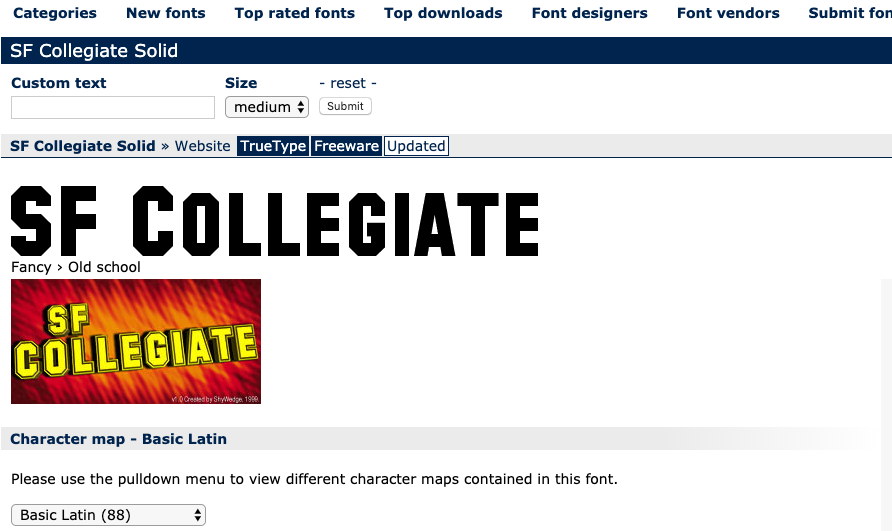 Categories New fonts Top rated fonts Top downloads Font designers Font vendors Submit fon
SF Collegiate Solid
Custom text Size - reset -
medium Submit
SF Collegiate Solid » Website TrueType Freeware Updated
SF COLLEGIATE
Fancy › Old school
SF
COLLEGIATE
v1.0 Created by ShyWedge, 1999.
Character map - Basic Latin
Please use the pulldown menu to view different character maps contained in this font.
Basic Latin (88)